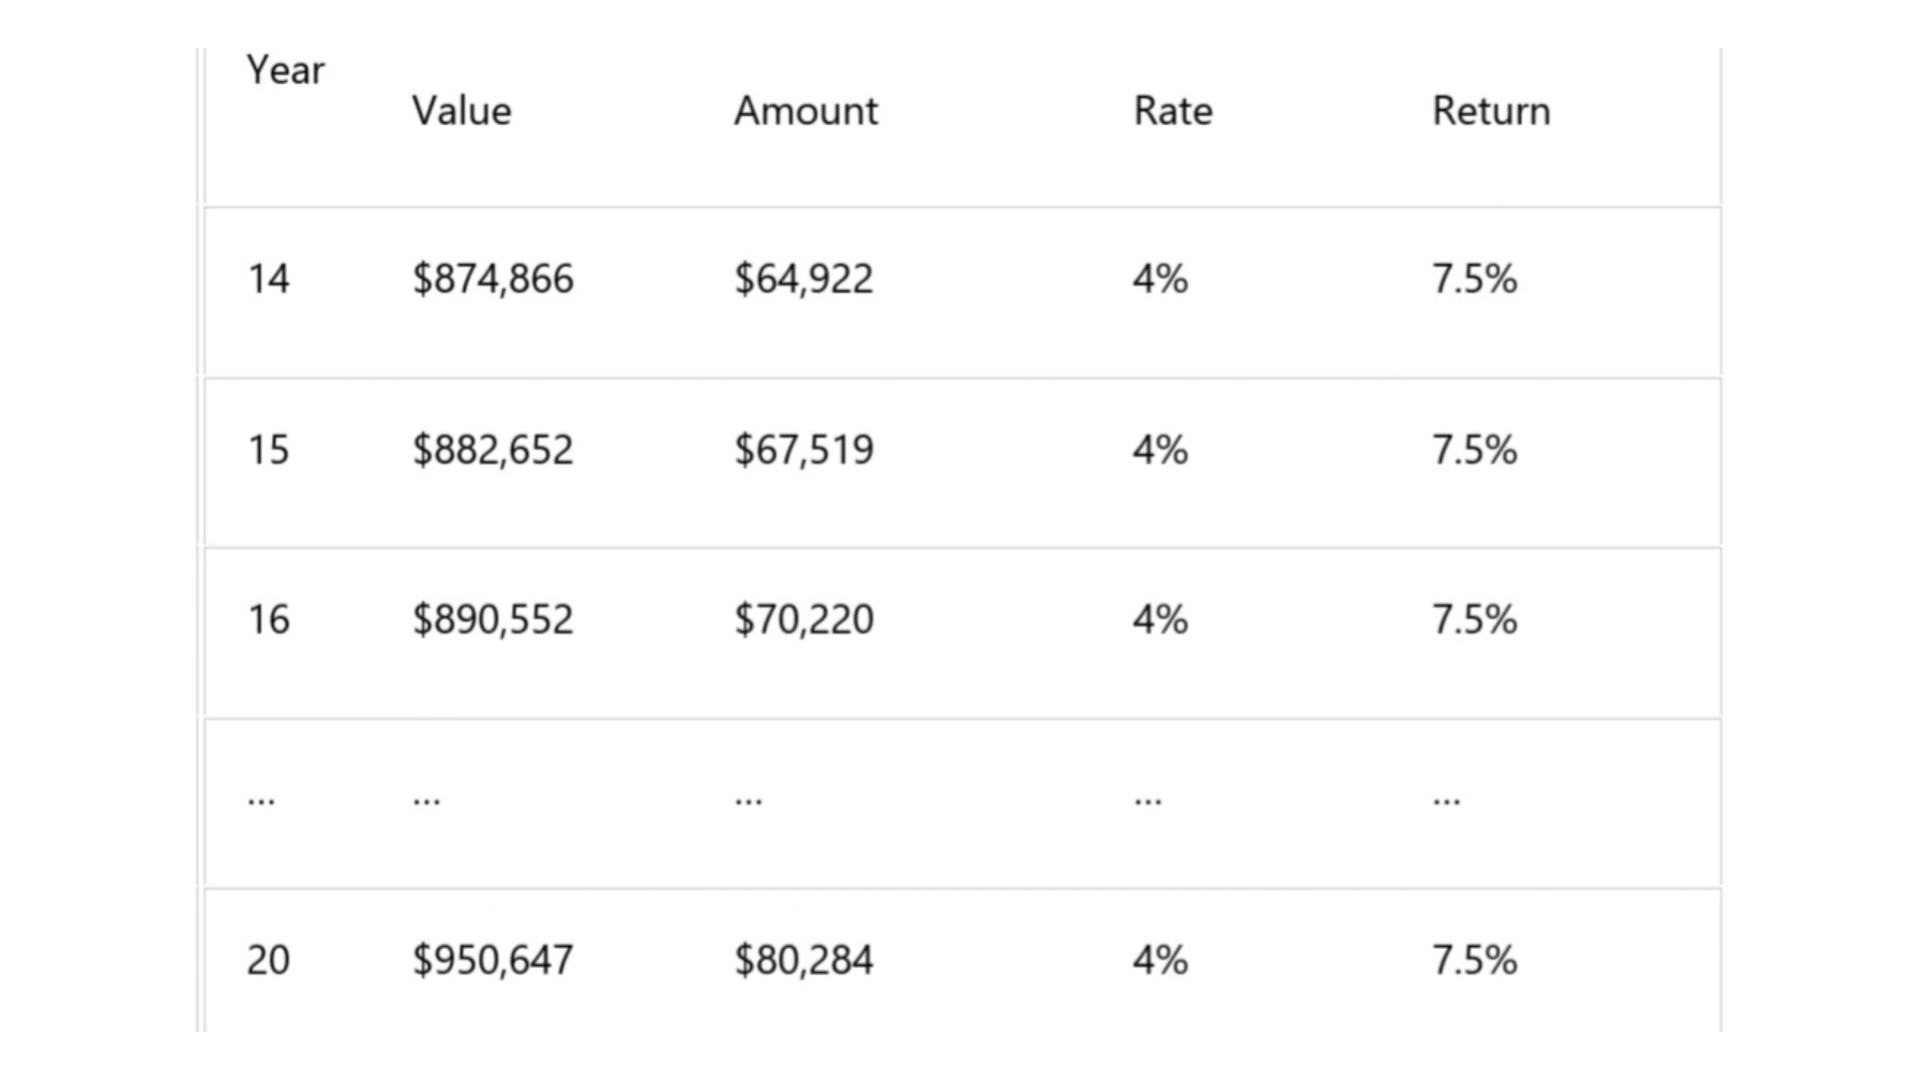 Year Value Amount Rate Return
14 $874,866 $64,922 4% 7.5%
15 $882,652 $67,519 4% 7.5%
16 $890,552 $70,220 4% 7.5%
... ... ... ... ...
20 $950,647 $80,284 4% 7.5%